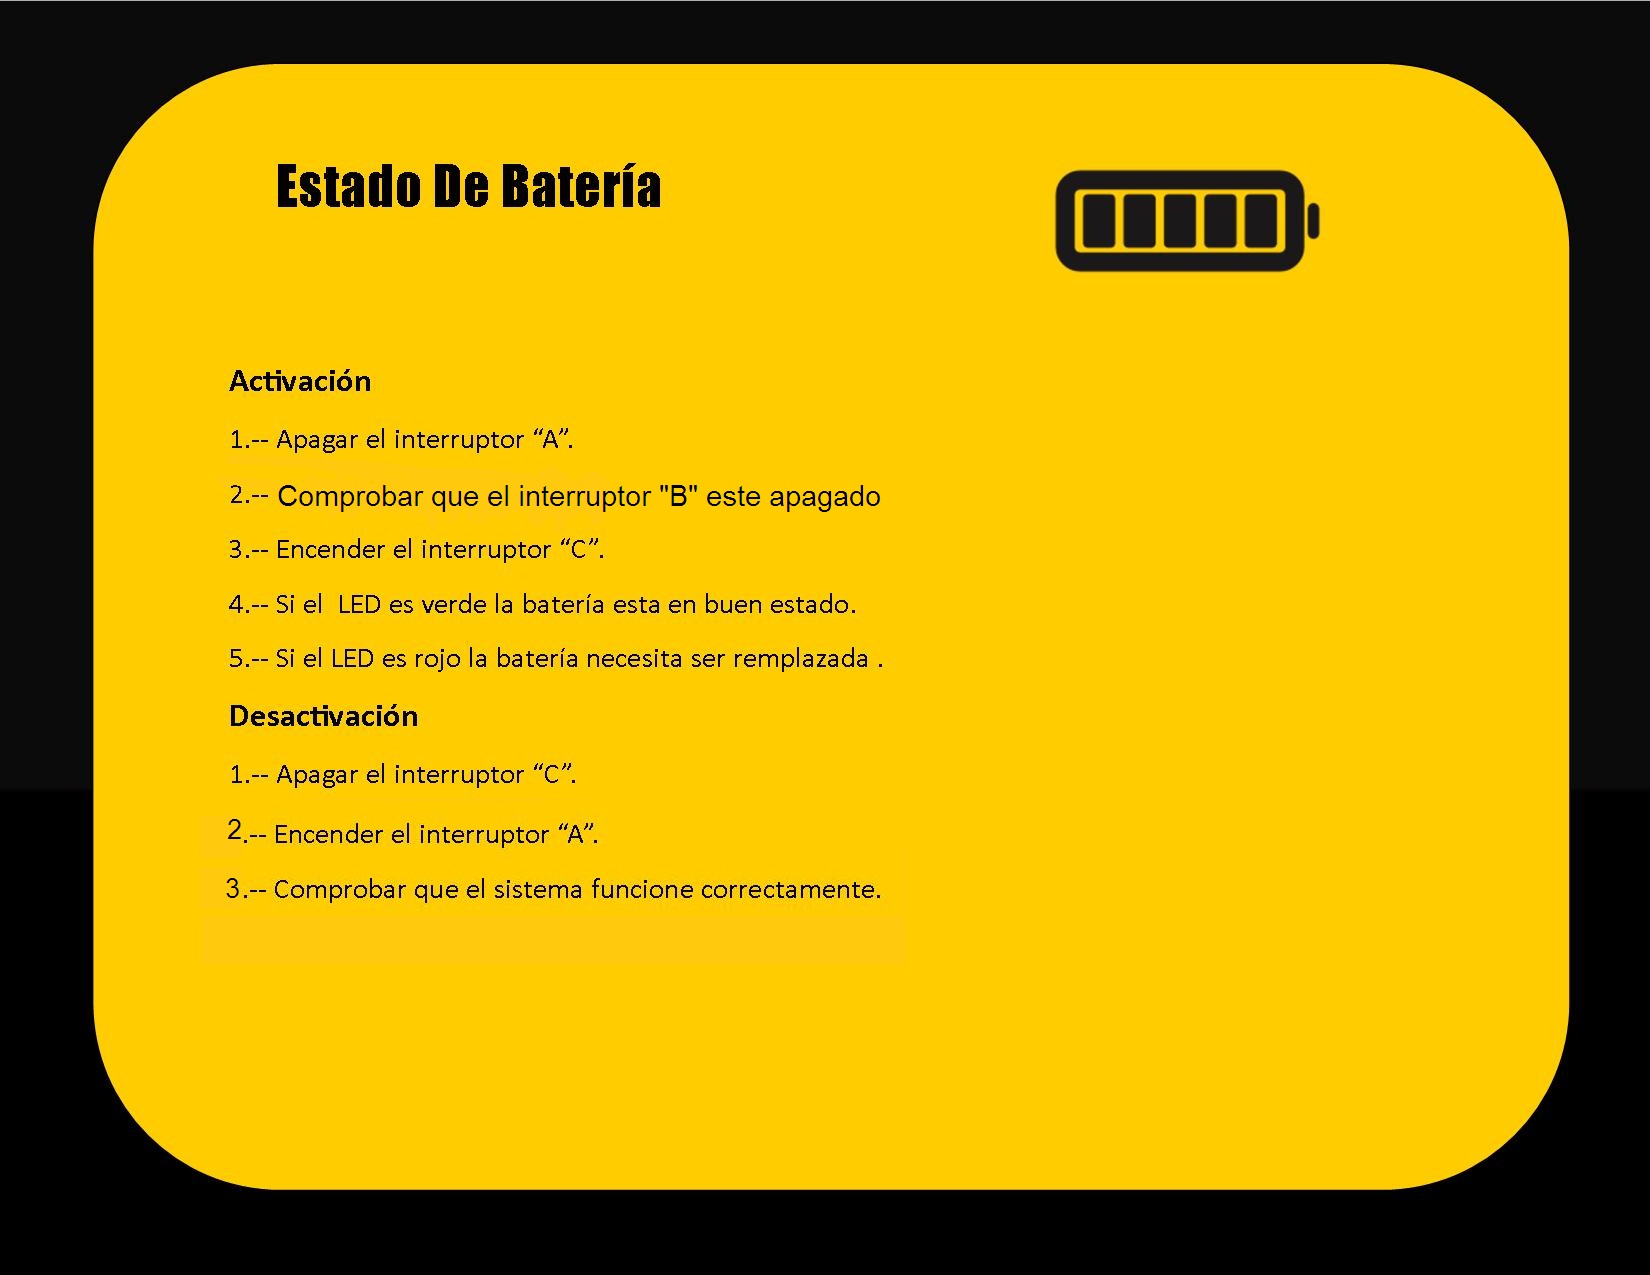 Estado De Batería
Activación
1.-- Apagar el interruptor “A”.
2.-- Comprobar que el interruptor "B" este apagado
3.-- Encender el interruptor “C”.
4.-- Si el  LED es verde la batería esta en buen estado.
5.-- Si el LED es rojo la batería necesita ser remplazada .
Desactivación
1.-- Apagar el interruptor “C”.
2.-- Encender el interruptor “A”.
3.-- Comprobar que el sistema funcione correctamente.